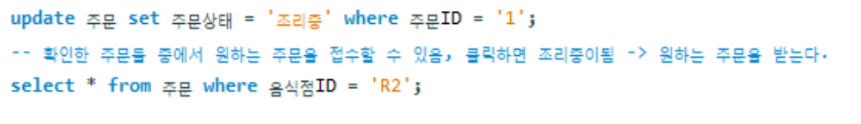 update 주문 set 주문상태 = '조리중' where 주문ID = '1';
-- 확인한 주문들 중에서 원하는 주문을 접수할 수 있음, 클릭하면 조리중이됨 -> 원하는 주문을 받는다.
select * from 주문 where 음식점ID = 'R2';